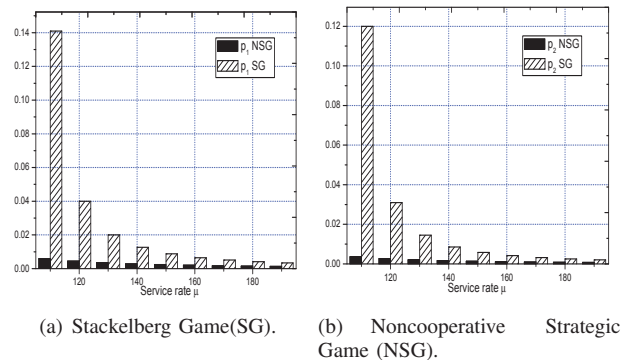 0.14
0.12
0.10
0.08
0.06
0.04
0.02
0.00
p1 NSG
p1 SG
120 140 160 180
Service rate μ
(a) Stackelberg Game(SG).
0.12
0.10
0.08
0.06
0.04
0.02
0.00
p2 NSG
p2 SG
120 140 160 180
Service rate μ
(b) Noncooperative Strategic
Game (NSG).